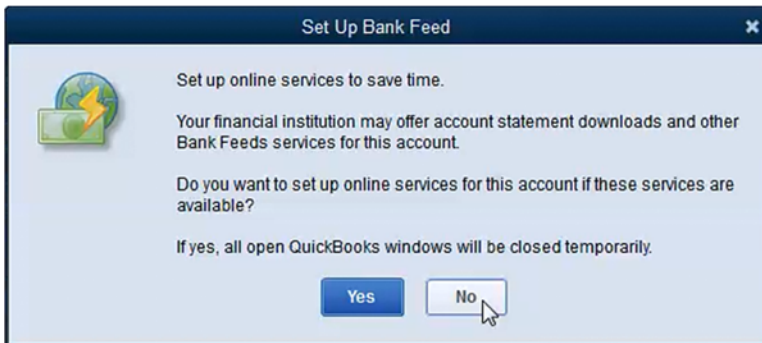 Set Up Bank Feed
Set up online services to save time.
Your financial institution may offer account statement downloads and other
Bank Feeds services for this account.
Do you want to set up online services for this account if these services are
available?
If yes, all open QuickBooks windows will be closed temporarily.
Yes
No